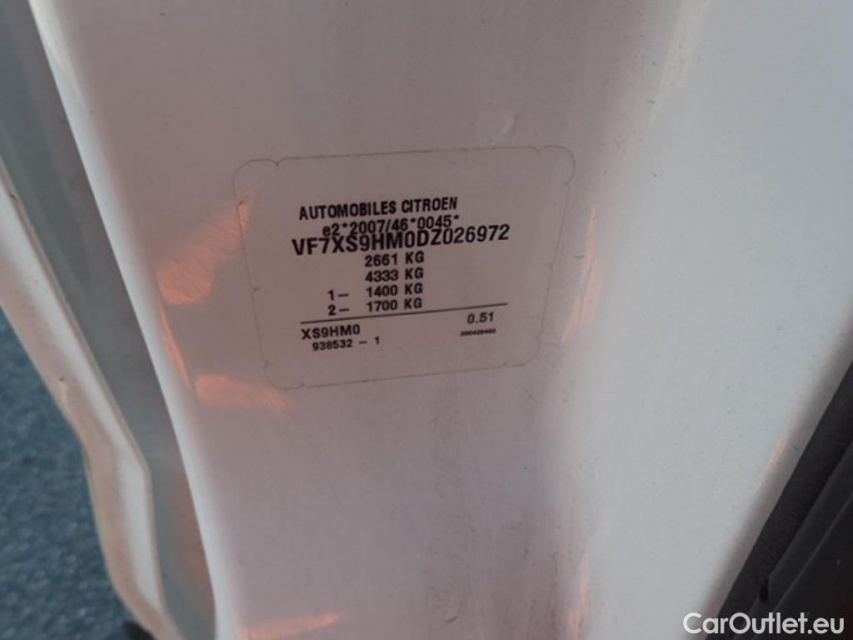 AUTOMOBILES CITROEN
e2*2007/46*0045*
VF7XS9HM0DZ026972
2661 KG
4333 KG
1- 1400 KG
2- 1700 KG
XS9HM0 0.51
938532 - 1
CarOutlet.eu